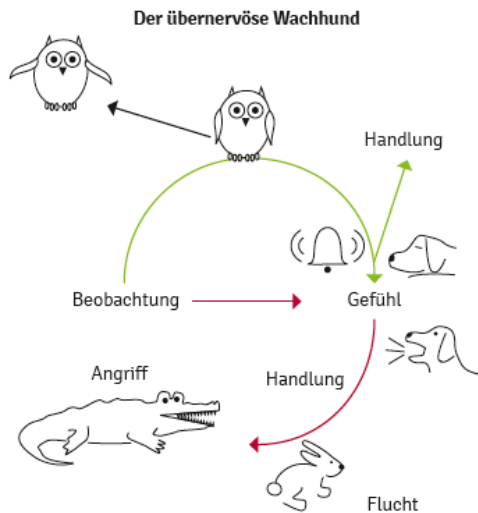 Der übernervöse Wachhund
Handlung
Beobachtung
Gefühl
Angriff
Handlung
Flucht